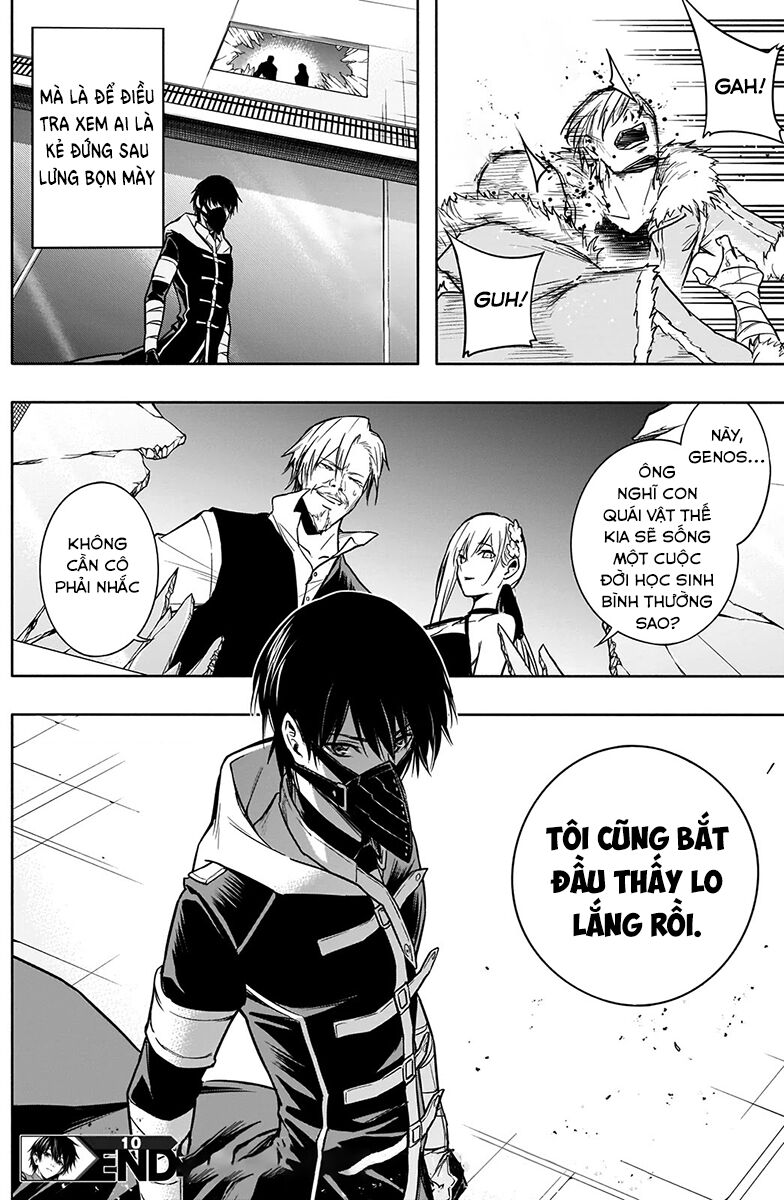 GAH!
GUH!
MÀ LÀ ĐỂ ĐIỀU
TRA XEM AI LÀ
KẺ ĐỨNG SAU
LƯNG BỌN MÀY
NÀY,
GENOS...
ÔNG
NGHĨ CON
QUÁI VẬT THẾ
KIA SẼ SỐNG
MỘT CUỘC
ĐỜI HỌC SINH
BÌNH THƯỜNG
SAO?
KHÔNG
CẦN CÔ
PHẢI NHẮC
TÔI CŨNG BẮT
ĐẦU THẤY LO
LẮNG RỒI.
10
END